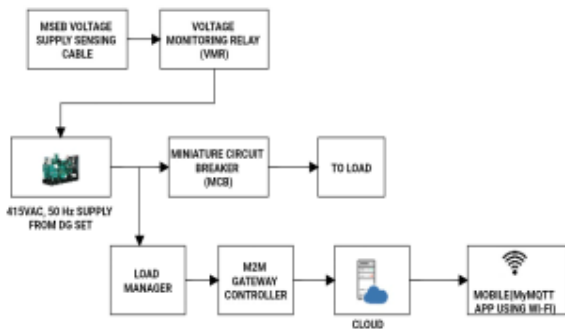 MSEB VOLTAGE
SUPPLY SENSING
CABLE
VOLTAGE
MONITORING RELAY
(VMR)
MINIATURE CIRCUIT
BREAKER
(MCB)
TO LOAD
415VAC, 50 Hz SUPPLY
FROM DG SET
LOAD
MANAGER
M2M
GATEWAY
CONTROLLER
CLOUD
MOBILE(MyMQTT
APP USING WI-FI)